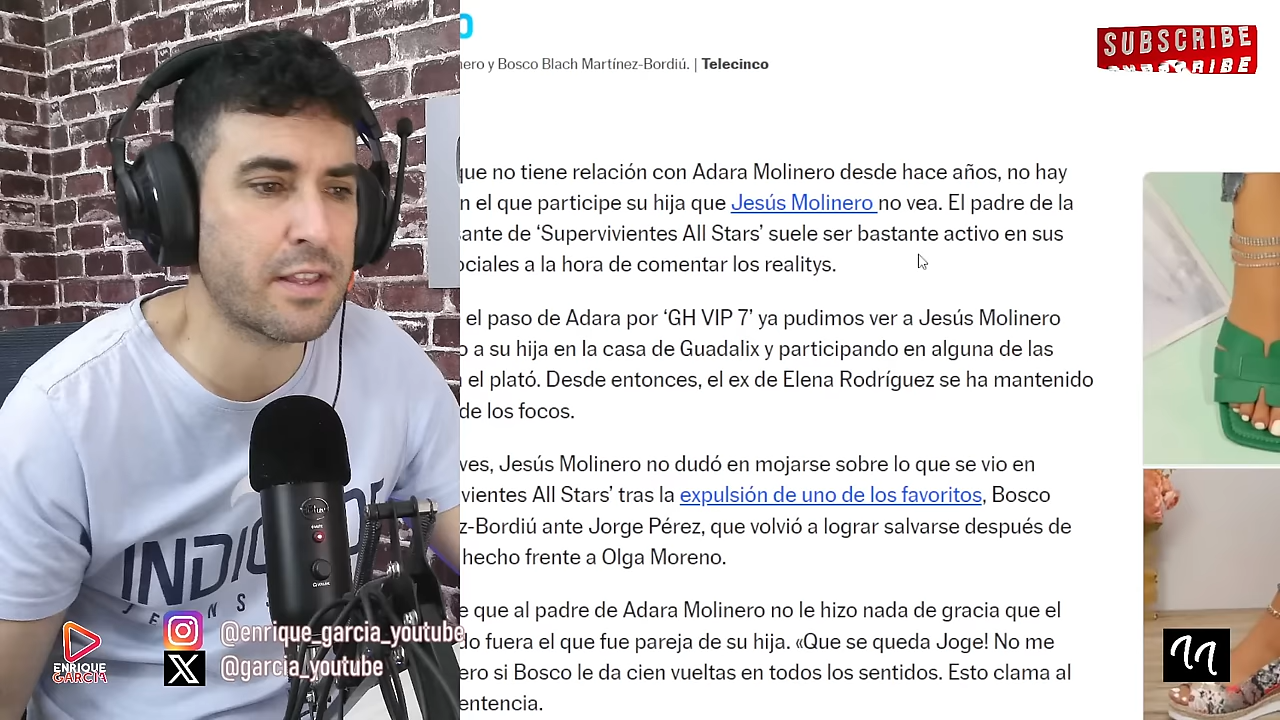 nero y Bosco Blach Martínez-Bordiú. | Telecinco
SUBSCRIBE
que no tiene relación con Adara Molinero desde hace años, no hay
n el que participe su hija que Jesús Molinero no vea. El padre de la
sante de ‘Supervivientes All Stars’ suele ser bastante activo en sus
ociales a la hora de comentar los realitys.
el paso de Adara por ‘GH VIP 7’ ya pudimos ver a Jesús Molinero
o a su hija en la casa de Guadalix y participando en alguna de las
el plató. Desde entonces, el ex de Elena Rodríguez se ha mantenido
de los focos.
ves, Jesús Molinero no dudó en mojarse sobre lo que se vio en
vientes All Stars’ tras la expulsión de uno de los favoritos, Bosco
z-Bordiú ante Jorge Pérez, que volvió a lograr salvarse después de
hecho frente a Olga Moreno.
e que al padre de Adara Molinero no le hizo nada de gracia que el
do fuera el que fue pareja de su hija. «Que se queda Joge! No me
ero si Bosco le da cien vueltas en todos los sentidos. Esto clama al
entencia.
@enrique_garcia_youtube
@garcia_youtube
ENRIQUE
GARCIA